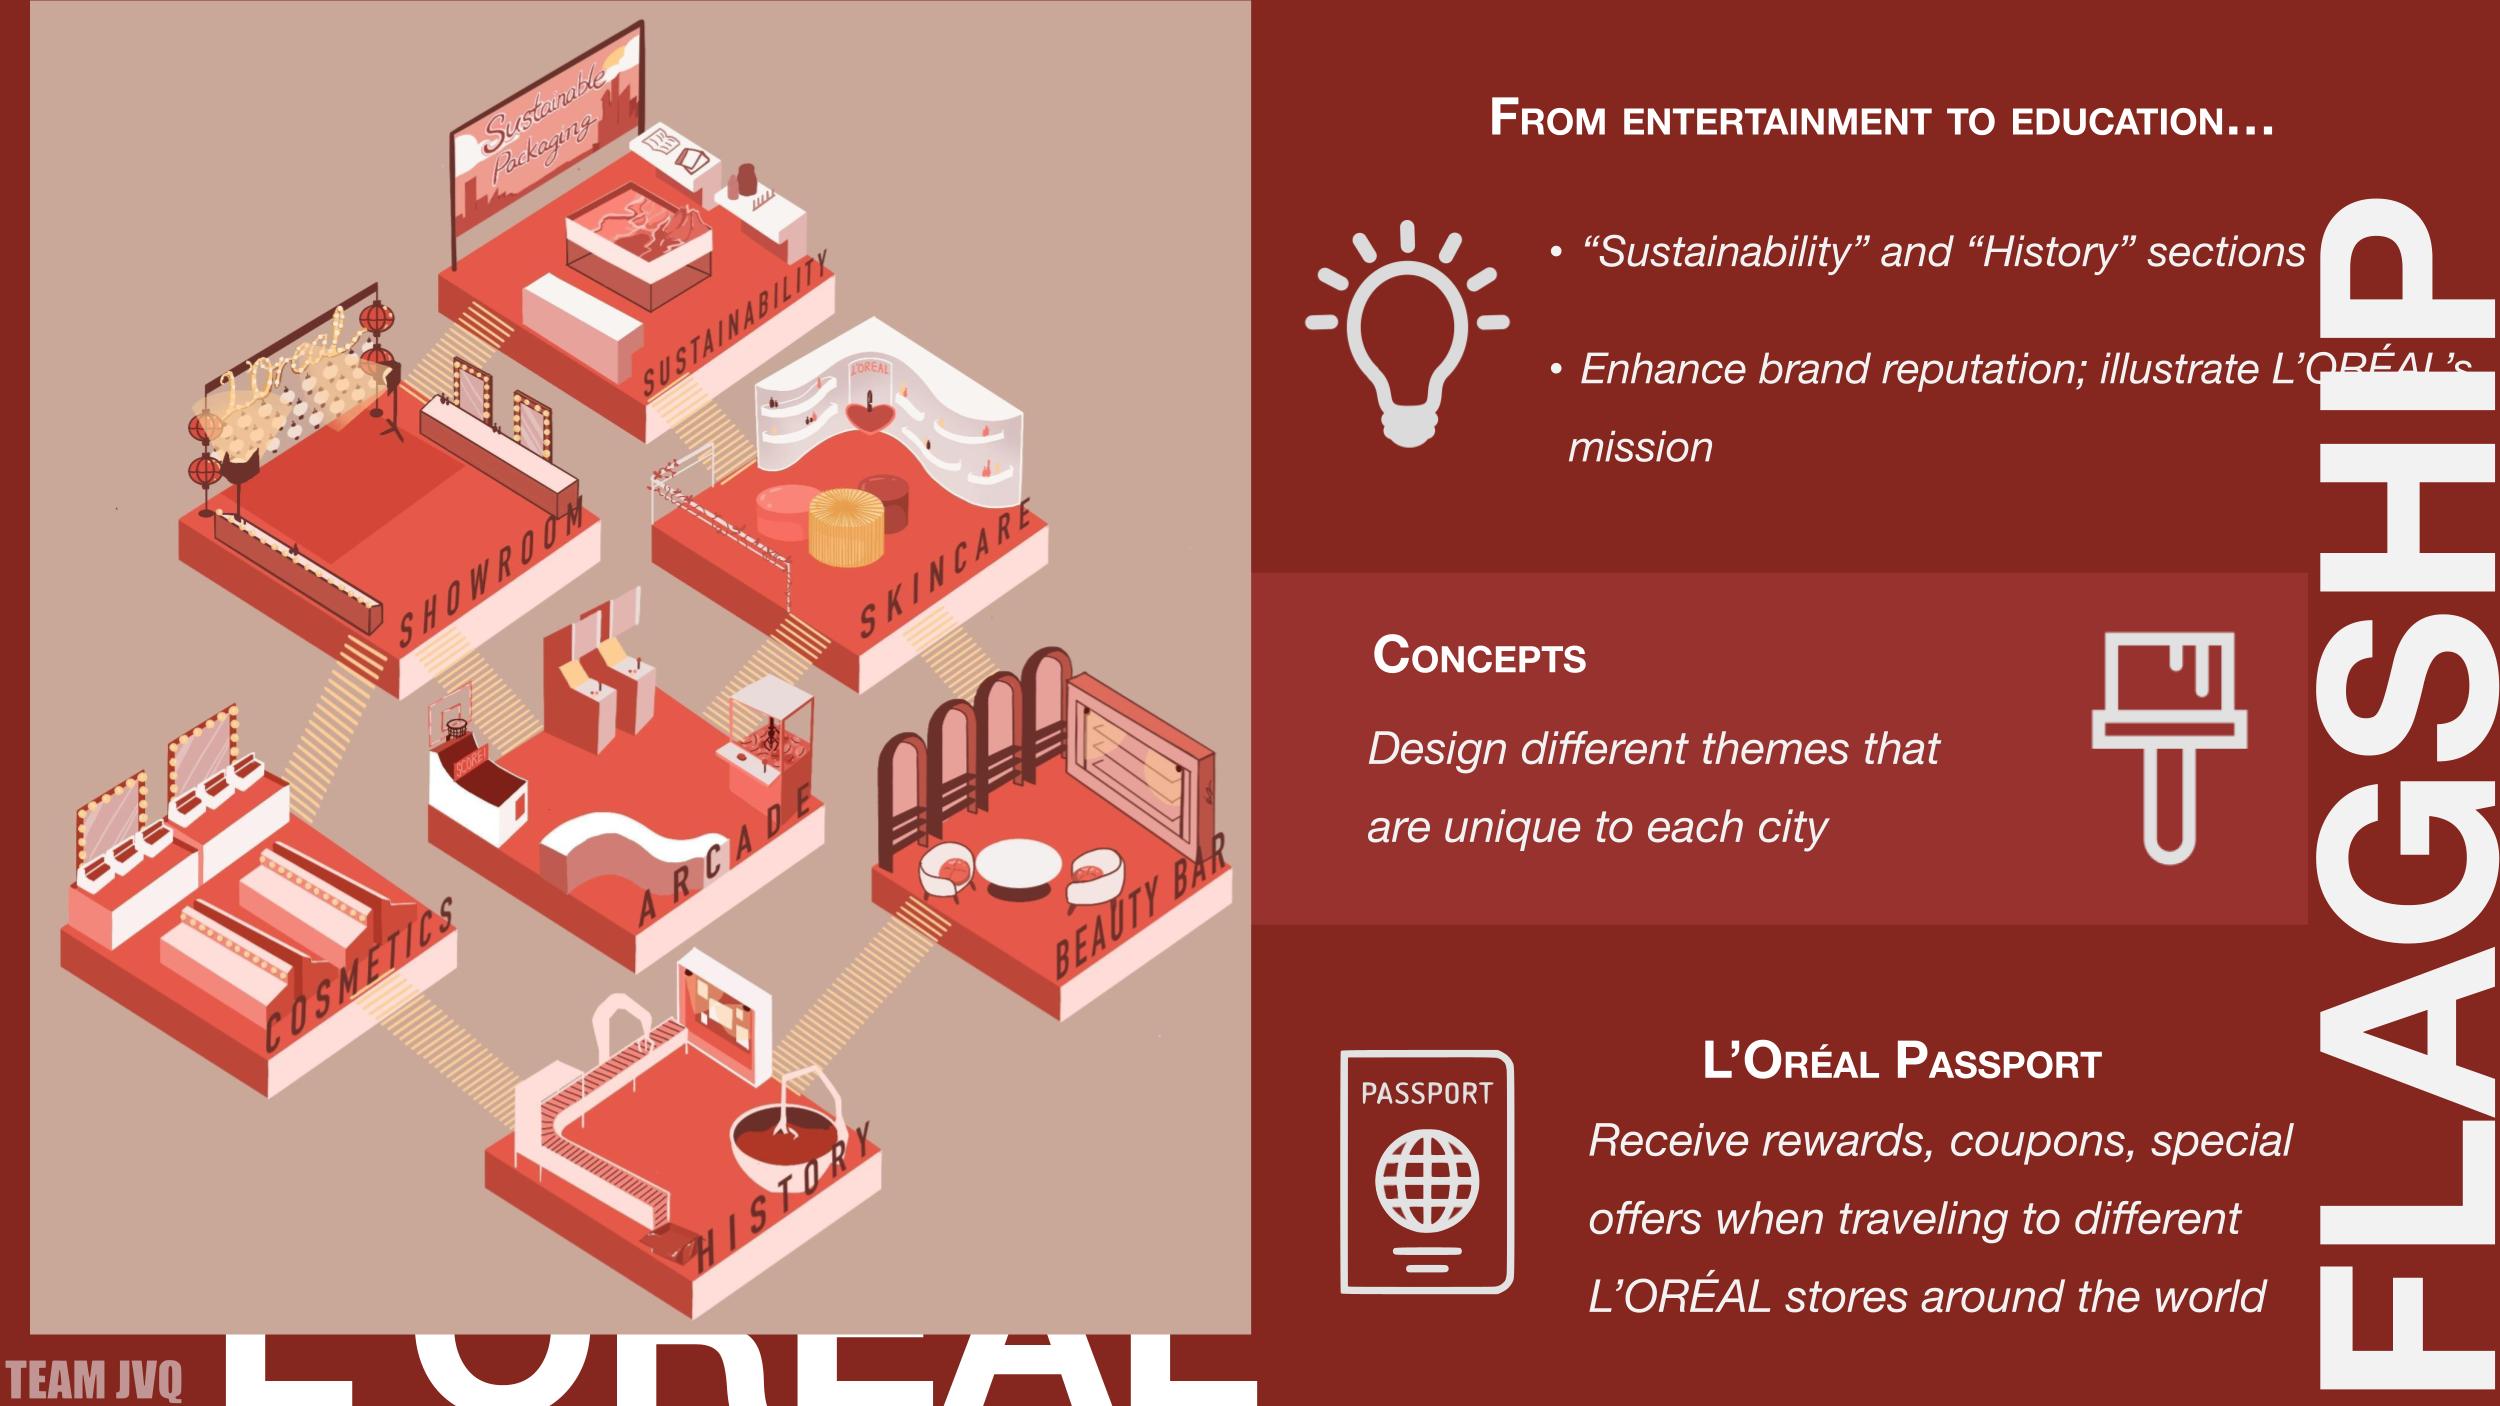 Sustainable
Packaging
SUSTAINABILITY
L'Oréal
SHOWROOM
L'OREAL
SKINCARE
SCORE!
ARCADE
COSMETICS
BEAUTY BAR
HISTORY
From entertainment to education...
• “Sustainability” and “History” sections
• Enhance brand reputation; illustrate L’ORÉAL’s
mission
Concepts
Design different themes that
are unique to each city
PASSPORT
L’Oréal Passport
Receive rewards, coupons, special
offers when traveling to different
L’ORÉAL stores around the world
FLAGSHIP
TEAM JVQ
L'ORÉAL